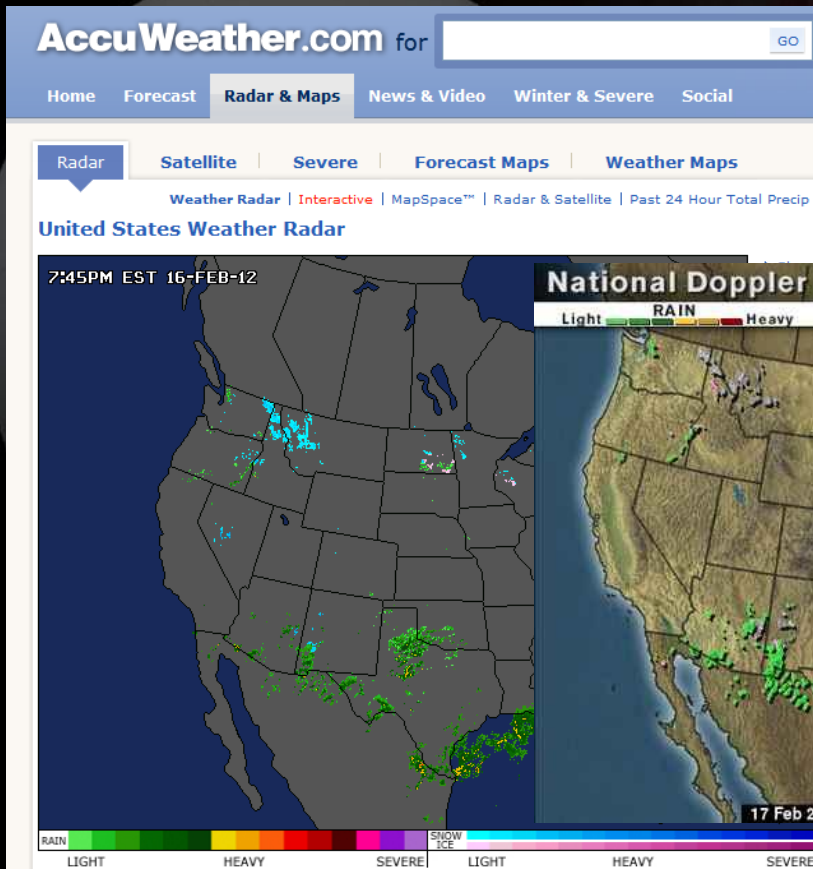 AccuWeather.com for GO
Home Forecast Radar & Maps News & Video Winter & Severe Social
Radar Satellite Severe Forecast Maps Weather Maps
Weather Radar | Interactive | MapSpace™ | Radar & Satellite | Past 24 Hour Total Precip
United States Weather Radar
7:45PM EST 16-FEB-12
National Doppler
Light RAIN Heavy
17 Feb 2
RAIN SNOW
ICE
LIGHT HEAVY SEVERE LIGHT HEAVY SEVERE